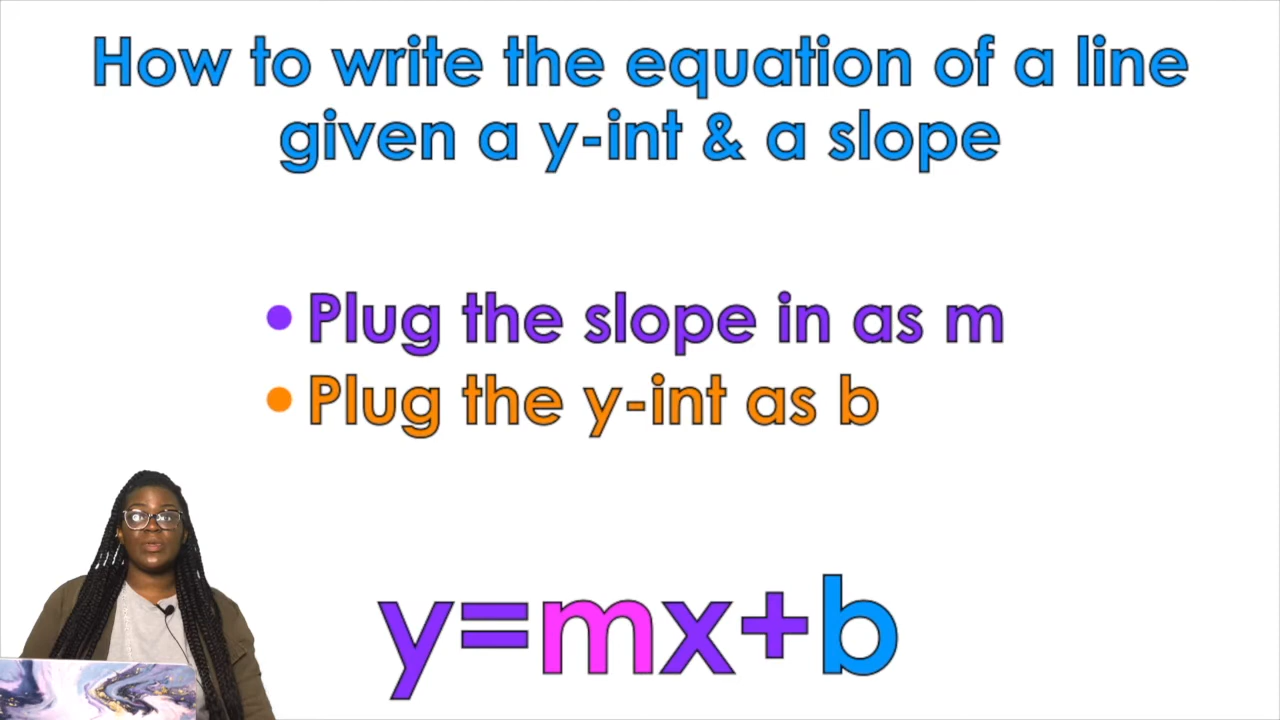 How to write the equation of a line
given a y-int & a slope
• Plug the slope in as m
• Plug the y-int as b
y=mx+b